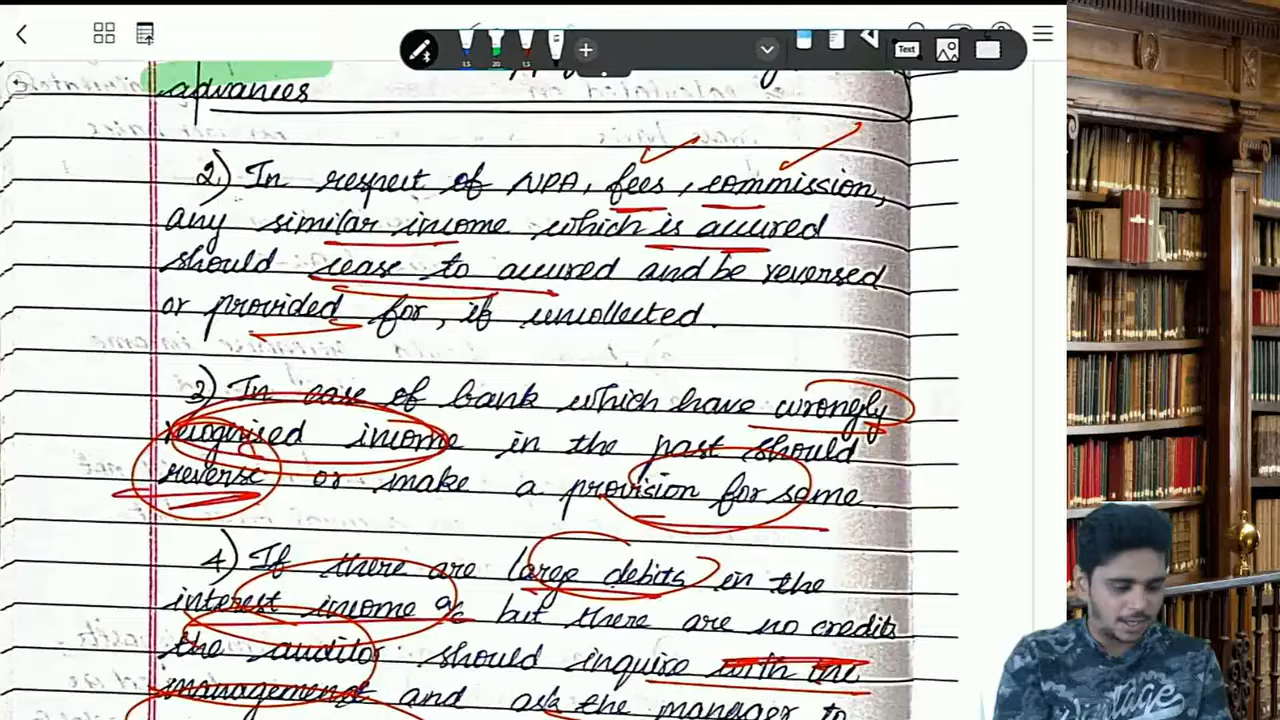 Text
advances
2) In respect of NPA, fees, commission,
any similar income which is accured
should cease to accured and be reversed
or provided for, if uncollected.
3) In case of bank which have wrongly
recognised income in the past should
reverse or make a provision for same.
4) If there are large debits in the
interest income a/c but there are no credits
the auditor should inquire with the
management and ask the manager to